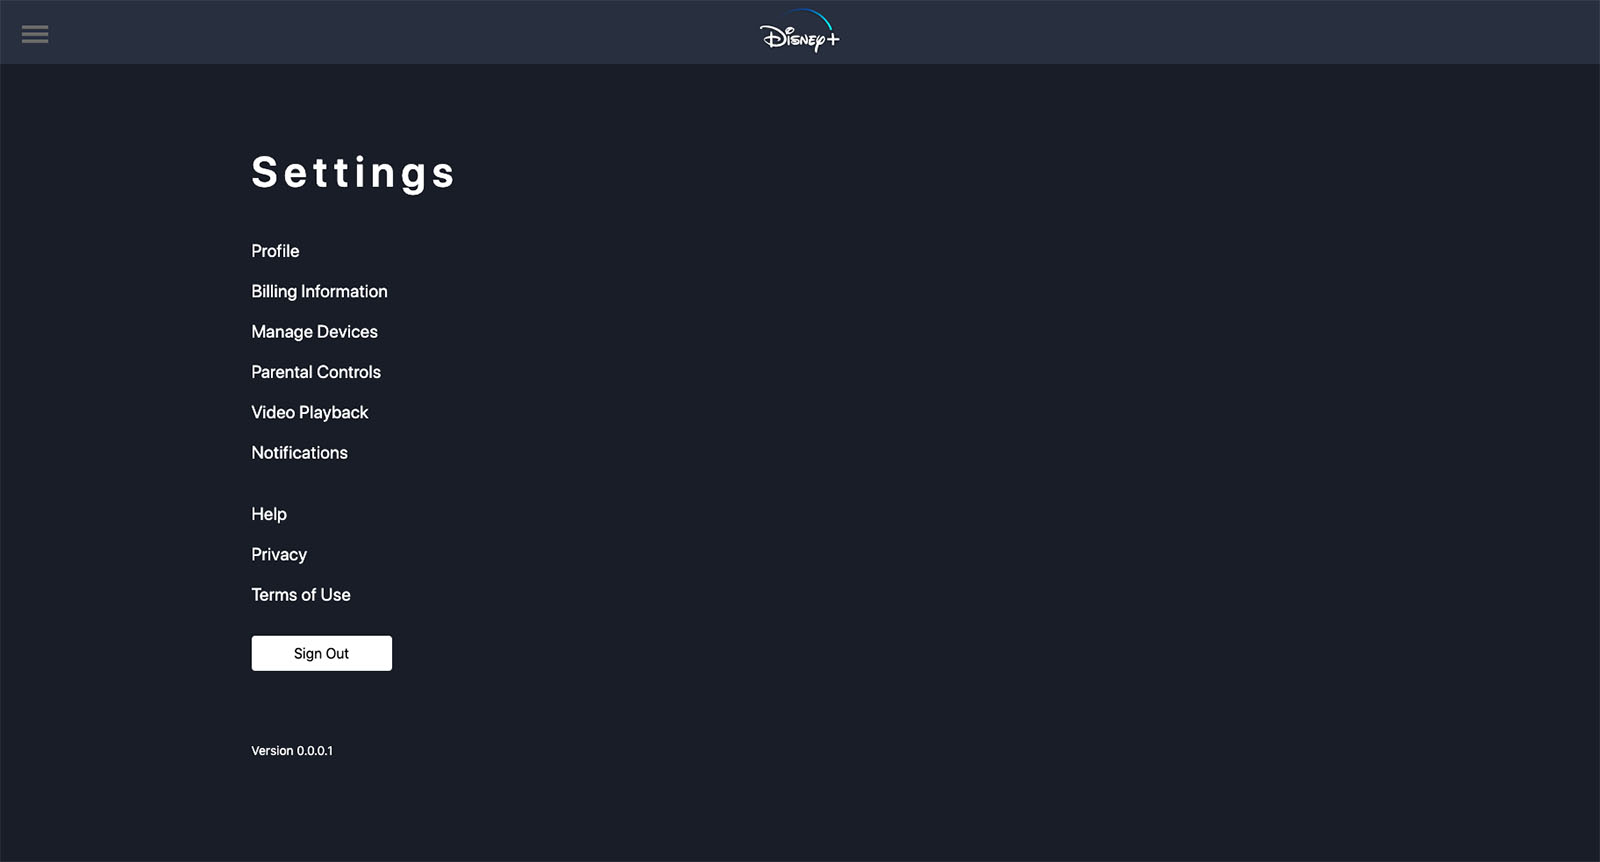 Disney+
Settings
Profile
Billing Information
Manage Devices
Parental Controls
Video Playback
Notifications
Help
Privacy
Terms of Use
Sign Out
Version 0.0.0.1